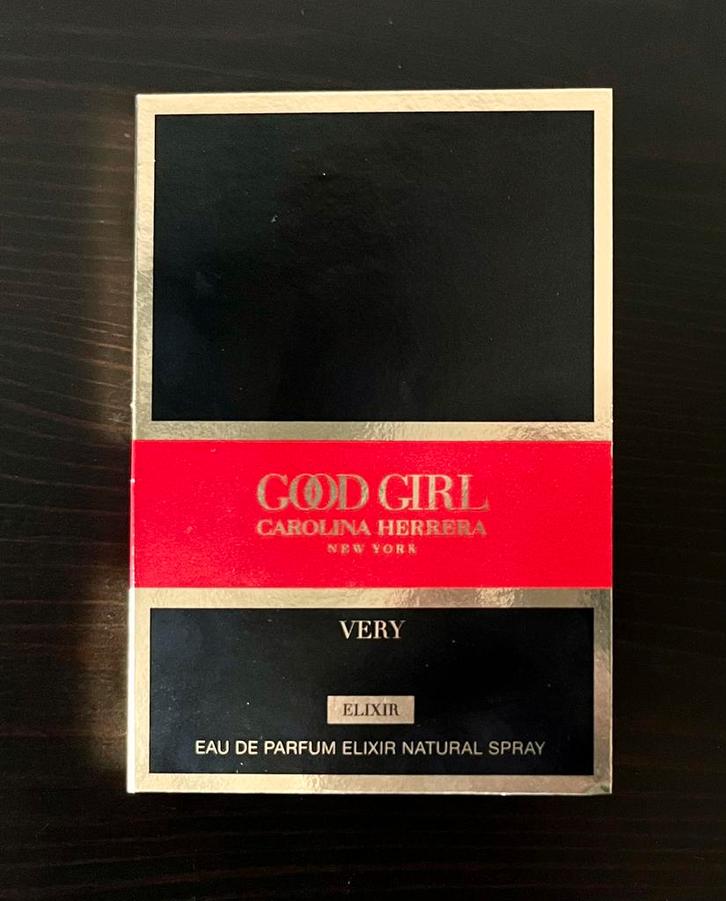 GOOD GIRL
CAROLINA HERRERA
NEW YORK
VERY
ELIXIR
EAU DE PARFUM ELIXIR NATURAL SPRAY